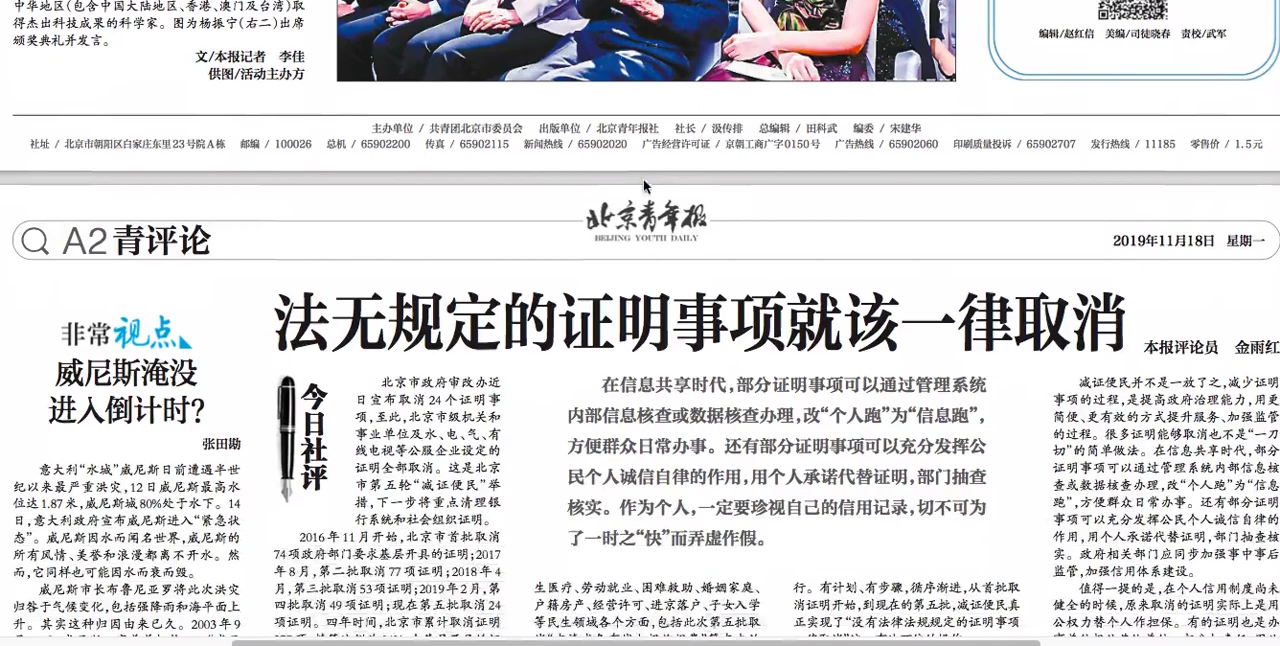 中华地区(包含中国大陆地区、香港、澳门及台湾)取
得杰出科技成果的科学家。图为杨振宁(右二)出席
颁奖典礼并发言。
文/本报记者 李佳
供图/活动主办方
编辑/赵红信 美编/司徒晓春 责校/武军
主办单位 / 共青团北京市委员会 出版单位 / 北京青年报社 社长 / 汲传排 总编辑 / 田科武 编委 / 宋建华
社址 / 北京市朝阳区白家庄东里23号院A栋 邮编 / 100026 总机 / 65902200 传真 / 65902115 新闻热线 / 65902020 广告经营许可证 / 京朝工商广字0150号 广告热线 / 65902060 印刷质量投诉 / 65902707 发行热线 / 11185 零售价 / 1.5元
A2青评论
北京青年报
BEIJING YOUTH DAILY
2019年11月18日 星期一
非常视点
威尼斯淹没
进入倒计时?
张田勘
意大利“水城”威尼斯日前遭遇半世
纪以来最严重洪灾,12日威尼斯最高水
位达1.87米,威尼斯城80%处于水下。14
日,意大利政府宣布威尼斯进入“紧急状
态”。威尼斯因水而闻名世界,威尼斯的
所有风情、美誉和浪漫都离不开水。然
而,它同样也可能因水而衰而毁。
威尼斯市长布鲁尼亚罗将此次洪灾
归咎于气候变化,包括强降雨和海平面上
升。其实这种归因由来已久。2003年9
法无规定的证明事项就该一律取消
本报评论员 金雨红
今日社评
北京市政府审改办近
日宣布取消24个证明事
项,至此,北京市级机关和
事业单位及水、电、气、有
线电视等公服企业设定的
证明全部取消。这是北京
市第五轮“减证便民”举
措,下一步将重点清理银
行系统和社会组织证明。
2016年11月开始,北京市首批取消
74项政府部门要求基层开具的证明;2017
年8月,第二批取消77项证明;2018年4
月,第三批取消53项证明;2019年2月,第
四批取消49项证明;现在第五批取消24
项证明。四年时间,北京市累计取消证明
在信息共享时代,部分证明事项可以通过管理系统
内部信息核查或数据核查办理,改“个人跑”为“信息跑”,
方便群众日常办事。还有部分证明事项可以充分发挥公
民个人诚信自律的作用,用个人承诺代替证明,部门抽查
核实。作为个人,一定要珍视自己的信用记录,切不可为
了一时之“快”而弄虚作假。
生医疗、劳动就业、困难救助、婚姻家庭、
户籍房产、经营许可、进京落户、子女入学
等民生领域各个方面,包括此次第五批取
行。有计划、有步骤,循序渐进,从首批取
消证明开始,到现在的第五批,减证便民真
正实现了“没有法律法规规定的证明事项
减证便民并不是一放了之,减少证明
事项的过程,是提高政府治理能力,用更
简便、更有效的方式提升服务、加强监管
的过程。很多证明能够取消也不是“一刀
切”的简单做法。在信息共享时代,部分
证明事项可以通过管理系统内部信息核
查或数据核查办理,改“个人跑”为“信息
跑”,方便群众日常办事。还有部分证明
事项可以充分发挥公民个人诚信自律的
作用,用个人承诺代替证明,部门抽查核
实。政府相关部门应同步加强事中事后
监管,加强信用体系建设。
值得一提的是,在个人信用制度尚未
健全的时候,原来取消的证明实际上是用
公权力替个人作担保。有的证明也是办